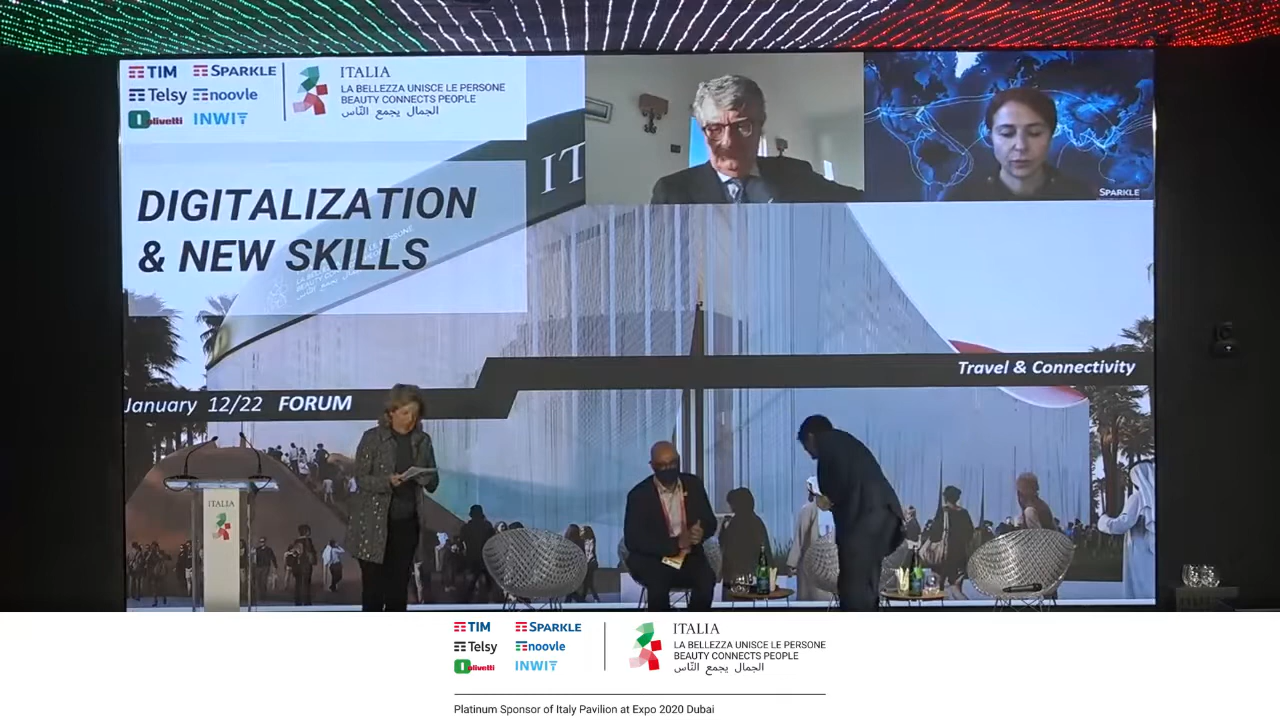 TIM
SPARKLE
Telsy
noovle
olivetti
INWIT
ITALIA
LA BELLEZZA UNISCE LE PERSONE
BEAUTY CONNECTS PEOPLE
الجمال يجمع النّاس
IT
DIGITALIZATION
& NEW SKILLS
SPARKLE
Travel & Connectivity
January 12/22 FORUM
ITALIA
TIM
SPARKLE
Telsy
noovle
olivetti
INWIT
ITALIA
LA BELLEZZA UNISCE LE PERSONE
BEAUTY CONNECTS PEOPLE
الجمال يجمع النّاس
Platinum Sponsor of Italy Pavilion at Expo 2020 Dubai